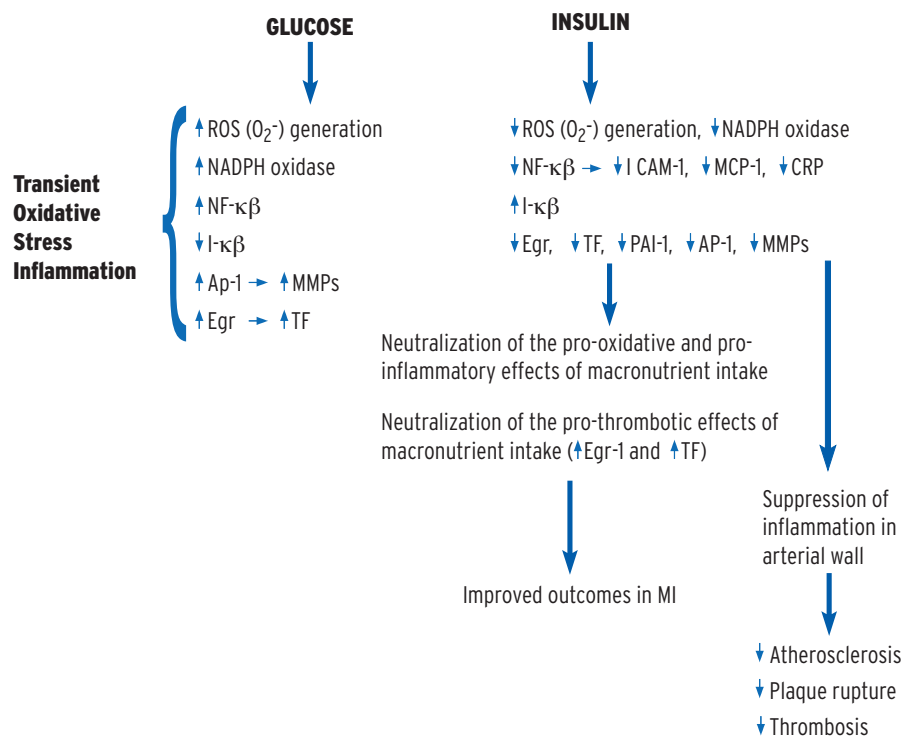 GLUCOSE
↑ROS (O₂-) generation
↑NADPH oxidase
↑NF-κβ
↓I-κβ
↑Ap-1 → ↑MMPs
↑Egr → ↑TF
Transient
Oxidative
Stress
Inflammation
INSULIN
↓ROS (O₂-) generation, ↓NADPH oxidase
↓NF-κβ → ↓I CAM-1, ↓MCP-1, ↓CRP
↑I-κβ
↓Egr, ↓TF, ↓PAI-1, ↓AP-1, ↓MMPs
Neutralization of the pro-oxidative and pro-
inflammatory effects of macronutrient intake
Neutralization of the pro-thrombotic effects of
macronutrient intake (↑Egr-1 and ↑TF)
Improved outcomes in MI
Suppression of
inflammation in
arterial wall
↓Atherosclerosis
↓Plaque rupture
↓Thrombosis